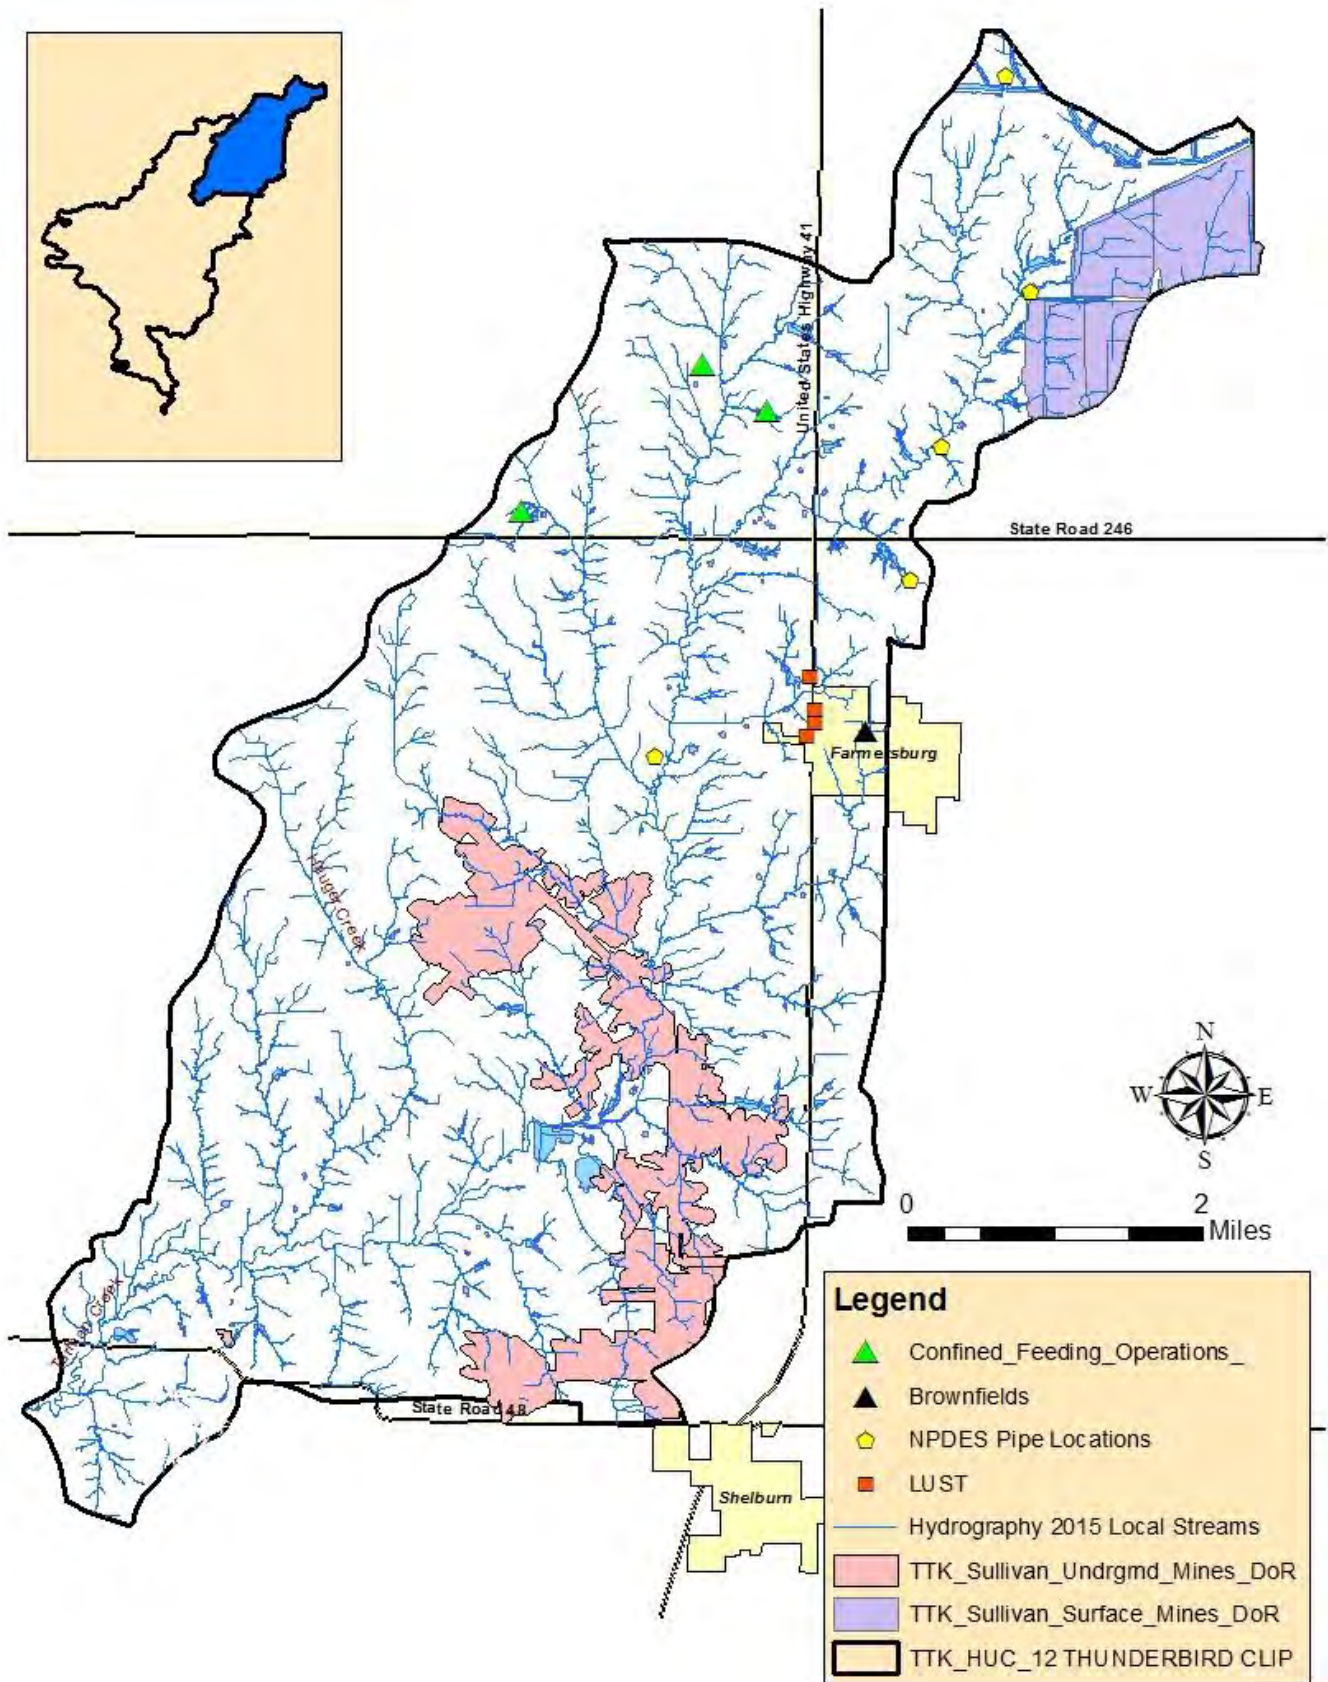 United States Highway 41
State Road 246
Farmersburg
Creek
N
W
E
S
0
2
Miles
Creek
State Road 48
Shelburn
Legend
Confined_Feeding_Operations_
Brownfields
NPDES Pipe Locations
LUST
Hydrography 2015 Local Streams
TTK_Sullivan_Undrgrnd_Mines_DoR
TTK_Sullivan_Surface_Mines_DoR
TTK_HUC_12 THUNDERBIRD CLIP